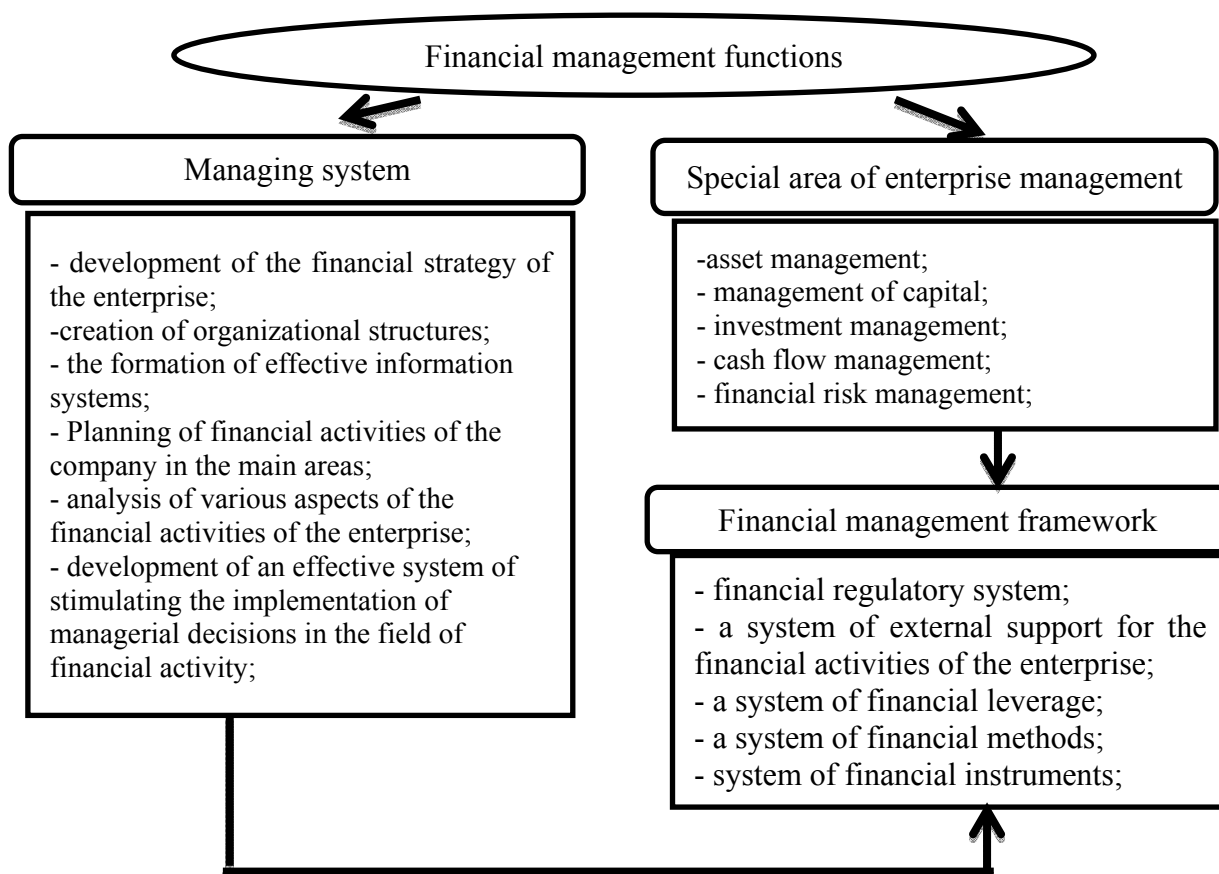 Financial management functions
Managing system
- development of the financial strategy of
the enterprise;
-creation of organizational structures;
- the formation of effective information
systems;
- Planning of financial activities of the
company in the main areas;
- analysis of various aspects of the
financial activities of the enterprise;
- development of an effective system of
stimulating the implementation of
managerial decisions in the field of
financial activity;
Special area of enterprise management
-asset management;
- management of capital;
- investment management;
- cash flow management;
- financial risk management;
Financial management framework
- financial regulatory system;
- a system of external support for the
financial activities of the enterprise;
- a system of financial leverage;
- a system of financial methods;
- system of financial instruments;